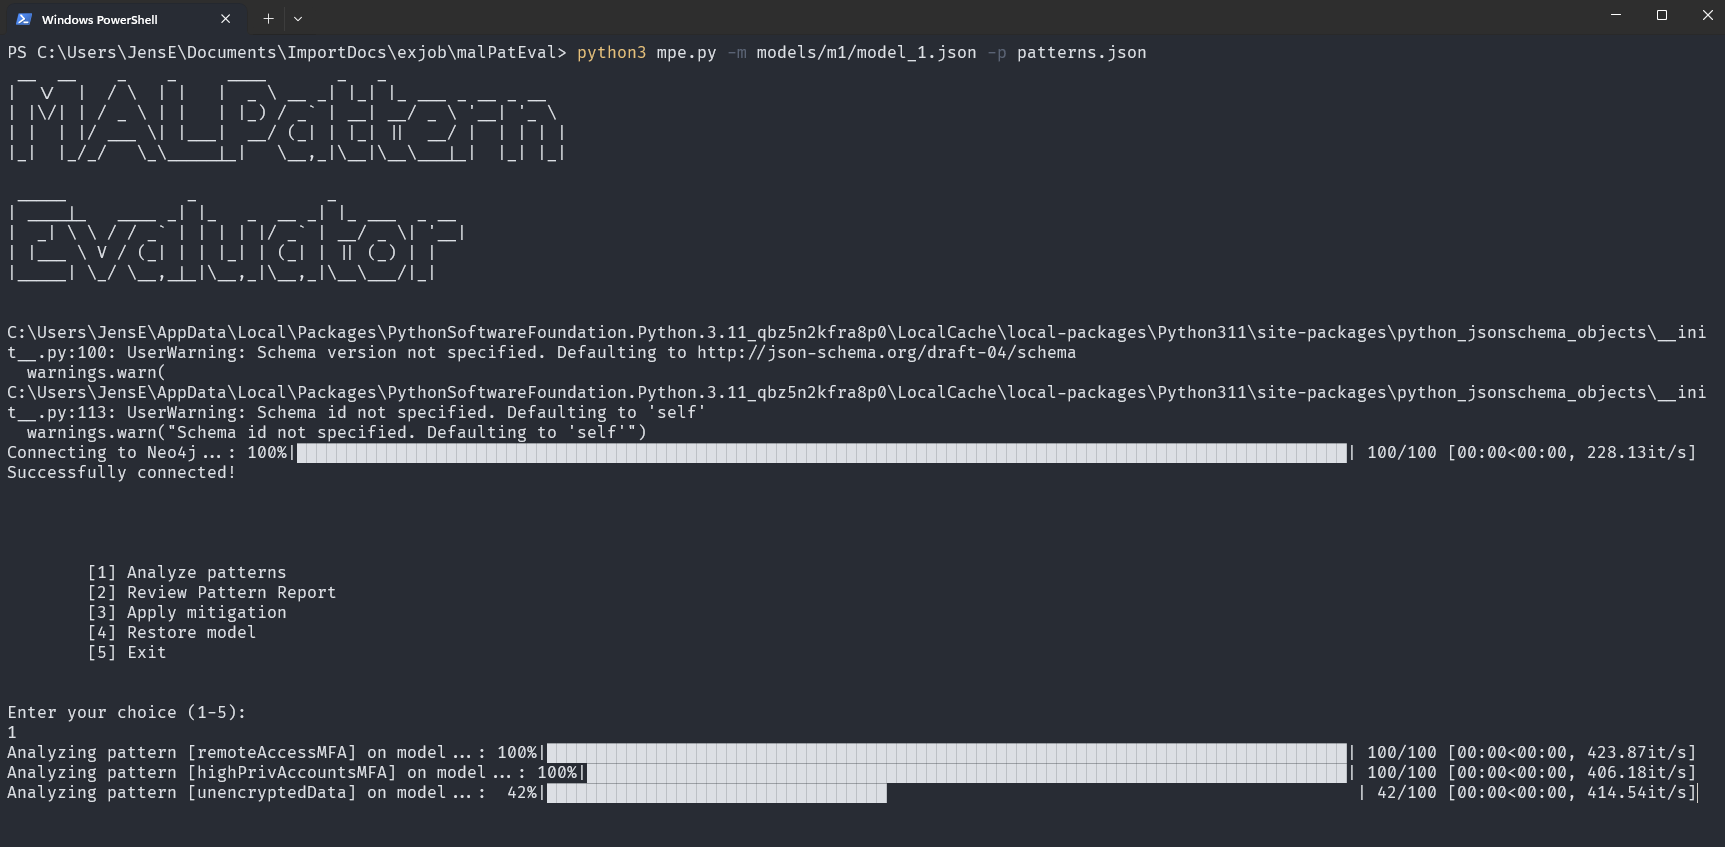 Windows PowerShell
PS C:\Users\JensE\Documents\ImportDocs\exjob\malPatEval> python3 mpe.py -m models/m1/model_1.json -p patterns.json
MALPattern
Evaluator
C:\Users\JensE\AppData\Local\Packages\PythonSoftwareFoundation.Python.3.11_qbz5n2kfra8p0\LocalCache\local-packages\Python311\site-packages\python_jsonschema_objects\__ini
t__.py:100: UserWarning: Schema version not specified. Defaulting to http://json-schema.org/draft-04/schema
warnings.warn(
C:\Users\JensE\AppData\Local\Packages\PythonSoftwareFoundation.Python.3.11_qbz5n2kfra8p0\LocalCache\local-packages\Python311\site-packages\python_jsonschema_objects\__ini
t__.py:113: UserWarning: Schema id not specified. Defaulting to 'self'
warnings.warn("Schema id not specified. Defaulting to 'self'")
Connecting to Neo4j...: 100%| | 100/100 [00:00<00:00, 228.13it/s]
Successfully connected!
[1] Analyze patterns
[2] Review Pattern Report
[3] Apply mitigation
[4] Restore model
[5] Exit
Enter your choice (1-5):
1
Analyzing pattern [remoteAccessMFA] on model...: 100%| | 100/100 [00:00<00:00, 423.87it/s]
Analyzing pattern [highPrivAccountsMFA] on model...: 100%| | 100/100 [00:00<00:00, 406.18it/s]
Analyzing pattern [unencryptedData] on model...: 42%| | 42/100 [00:00<00:00, 414.54it/s]